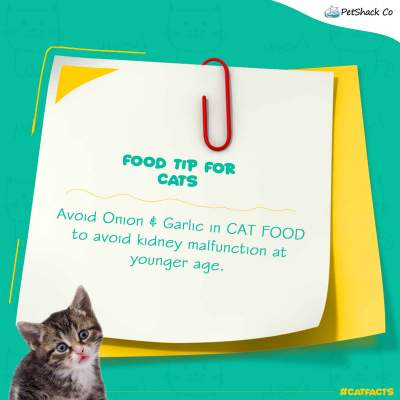 PetShack Co
FOOD TIP FOR
CATS
Avoid Onion & Garlic in CAT FOOD
to avoid kidney malfunction at
younger age.
#CATFACTS